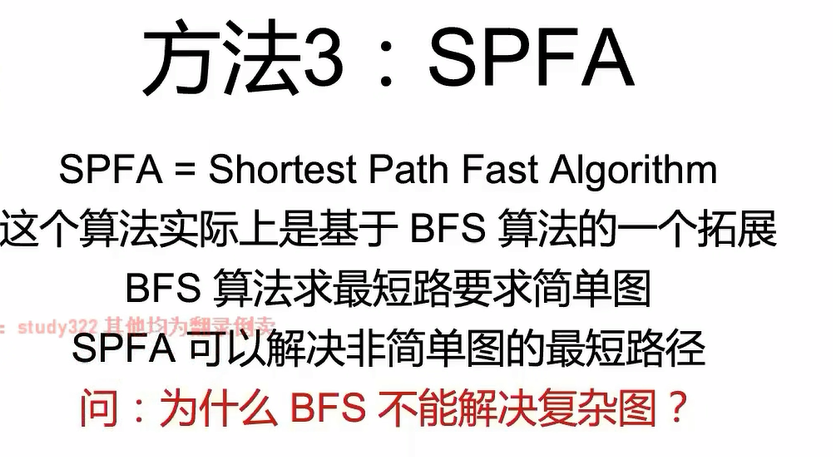 方法3：SPFA
SPFA = Shortest Path Fast Algorithm
这个算法实际上是基于 BFS 算法的一个拓展
BFS 算法求最短路要求简单图
：study322 其他均为翻录倒卖
SPFA 可以解决非简单图的最短路径
问：为什么 BFS 不能解决复杂图？